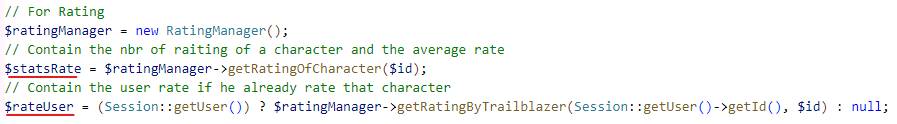 // For Rating
$ratingManager = new RatingManager();
// Contain the nbr of raiting of a character and the average rate
$statsRate = $ratingManager->getRatingOfCharacter($id);
// Contain the user rate if he already rate that character
$rateUser = (Session::getUser()) ? $ratingManager->getRatingByTrailblazer(Session::getUser()->getId(), $id) : null;